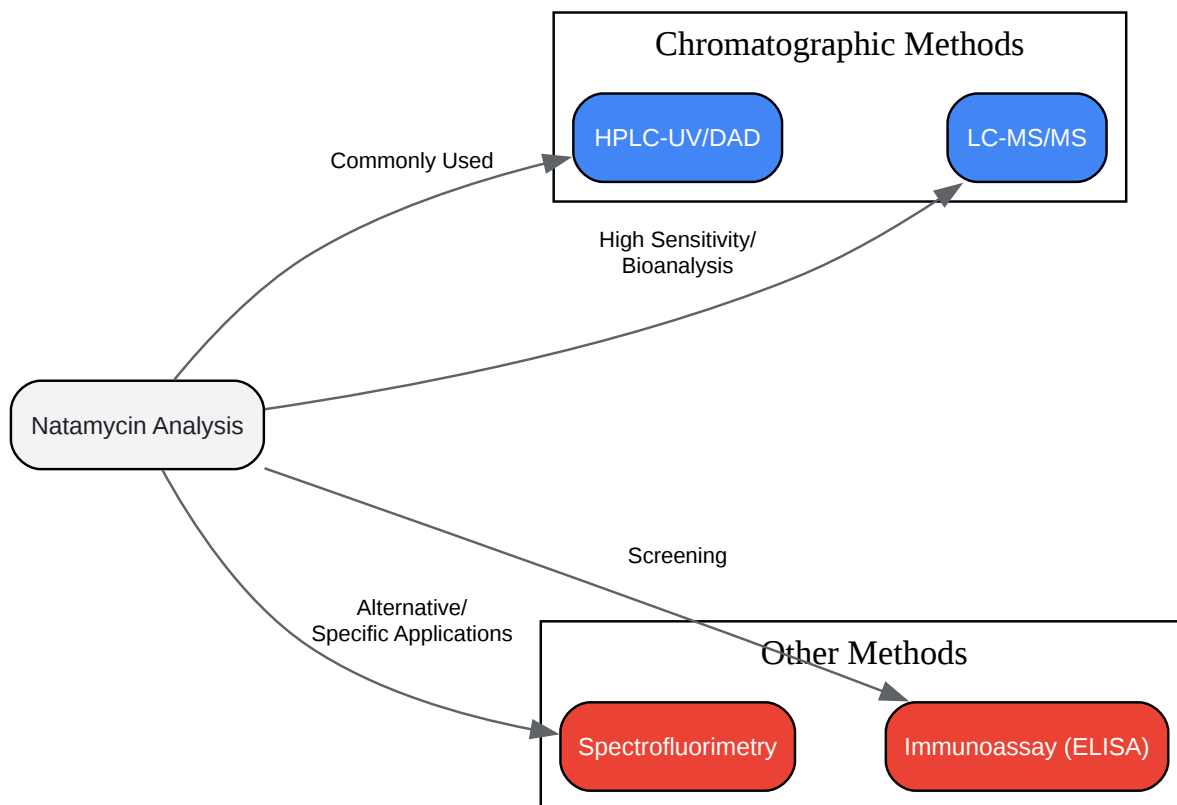 Chromatographic Methods
HPLC-UV/DAD
LC-MS/MS
Commonly Used
High Sensitivity/
Bioanalysis
Natamycin Analysis
Screening
Alternative/
Specific Applications
Other Methods
Spectrofluorimetry
Immunoassay (ELISA)